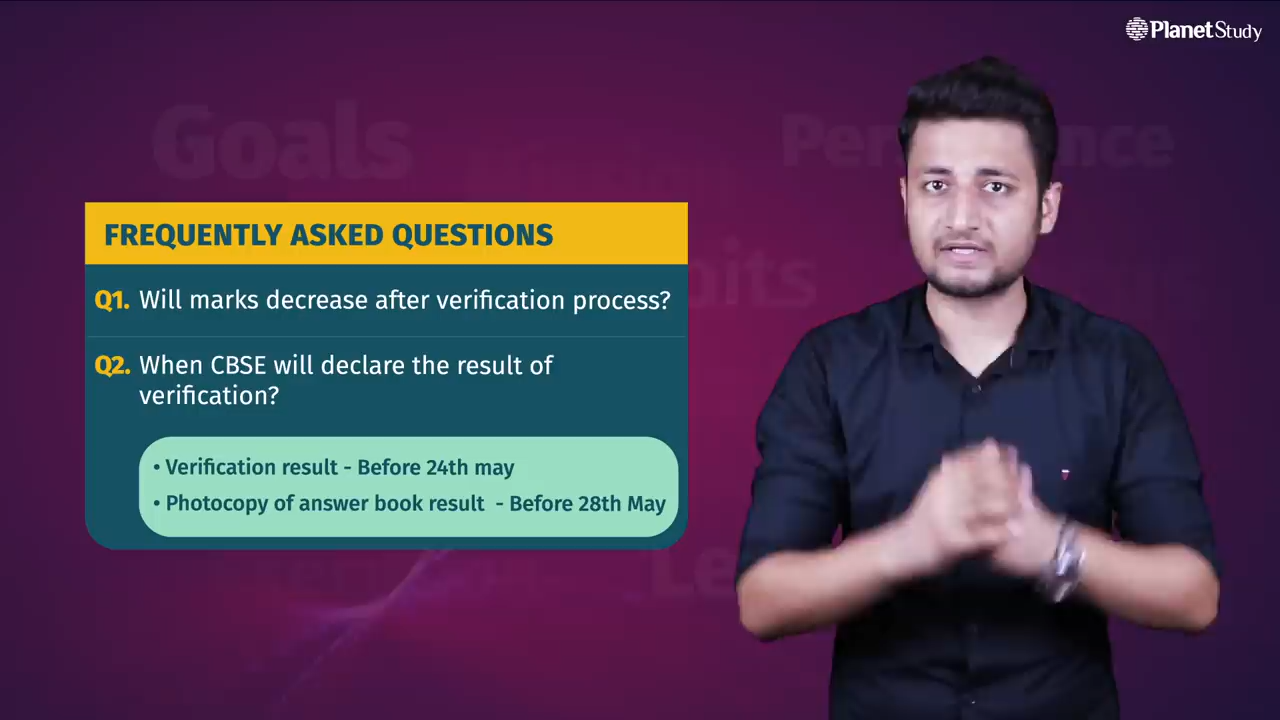 PlanetStudy
Goals
FREQUENTLY ASKED QUESTIONS
Q1. Will marks decrease after verification process?
Q2. When CBSE will declare the result of
verification?
• Verification result - Before 24th may
• Photocopy of answer book result - Before 28th May